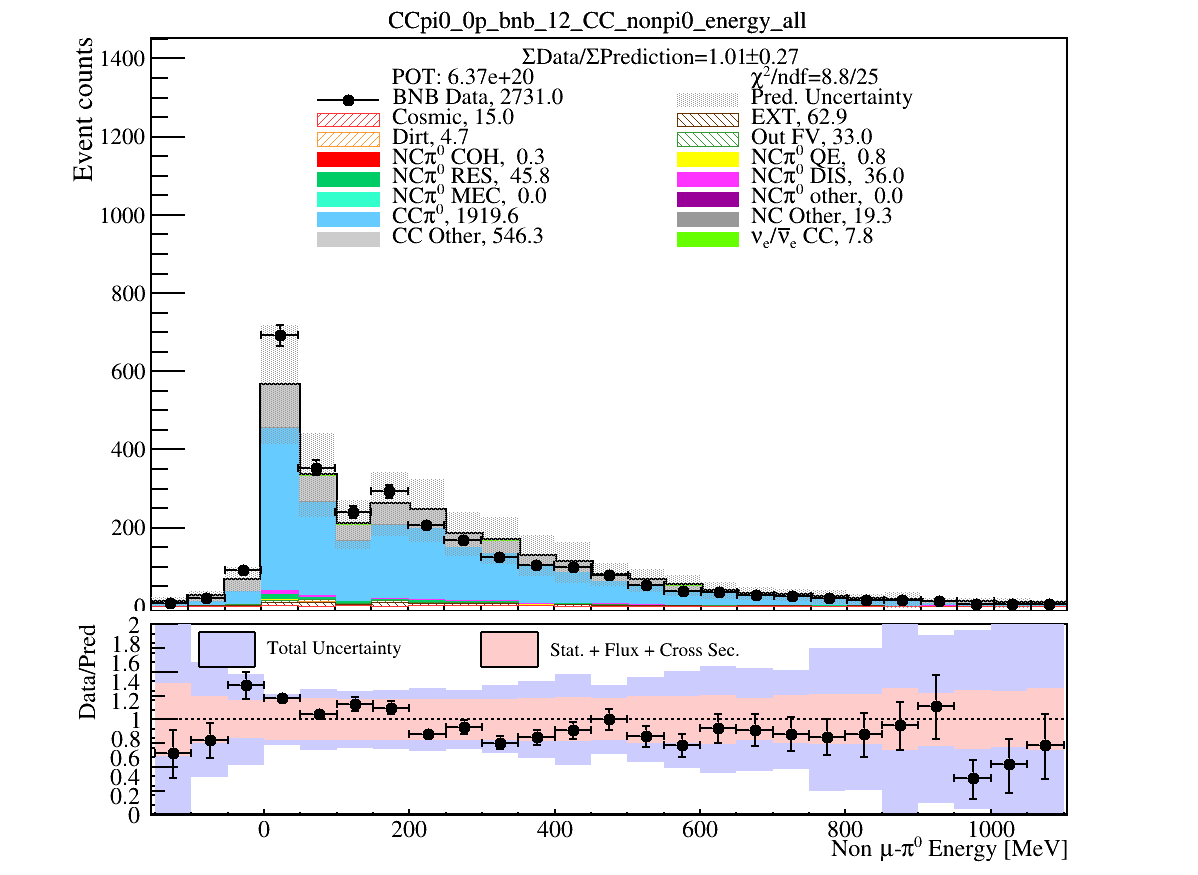 CCpi0_0p_bnb_12_CC_nonpi0_energy_all
ΣData/ΣPrediction=1.01±0.27
POT: 6.37e+20
χ²/ndf=8.8/25
BNB Data, 2731.0
Pred. Uncertainty
Cosmic, 15.0
EXT, 62.9
Dirt, 4.7
Out FV, 33.0
NCπ⁰ COH, 0.3
NCπ⁰ QE, 0.8
NCπ⁰ RES, 45.8
NCπ⁰ DIS, 36.0
NCπ⁰ MEC, 0.0
NCπ⁰ other, 0.0
CCπ⁰, 1919.6
NC Other, 19.3
CC Other, 546.3
νₑ/ν̅ₑ CC, 7.8
Event counts
1400
1200
1000
800
600
400
200
0
Total Uncertainty
Stat. + Flux + Cross Sec.
Data/Pred
2
1.8
1.6
1.4
1.2
1
0.8
0.6
0.4
0.2
0
0 200 400 600 800 1000
Non μ-π⁰ Energy [MeV]